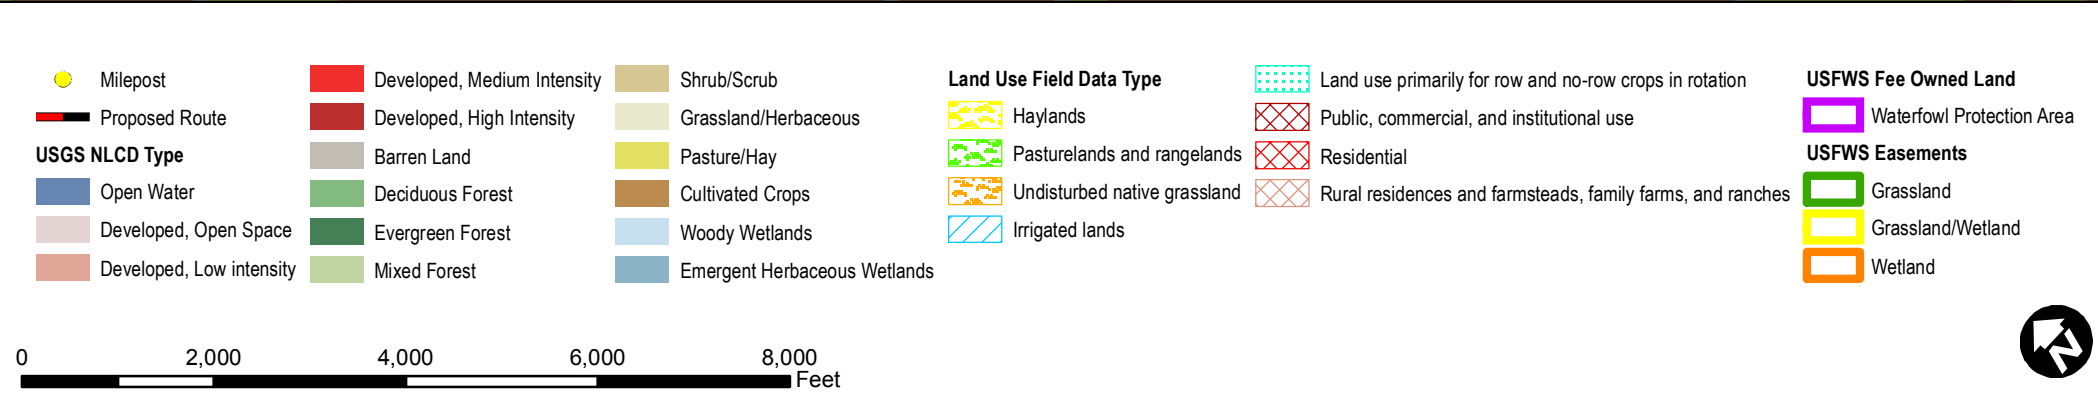 Milepost
Proposed Route
USGS NLCD Type
Open Water
Developed, Open Space
Developed, Low intensity
Developed, Medium Intensity
Developed, High Intensity
Barren Land
Deciduous Forest
Evergreen Forest
Mixed Forest
Shrub/Scrub
Grassland/Herbaceous
Pasture/Hay
Cultivated Crops
Woody Wetlands
Emergent Herbaceous Wetlands
Land Use Field Data Type
Haylands
Pasturelands and rangelands
Undisturbed native grassland
Irrigated lands
Land use primarily for row and no-row crops in rotation
Public, commercial, and institutional use
Residential
Rural residences and farmsteads, family farms, and ranches
USFWS Fee Owned Land
Waterfowl Protection Area
USFWS Easements
Grassland
Grassland/Wetland
Wetland
0 2,000 4,000 6,000 8,000
Feet
N